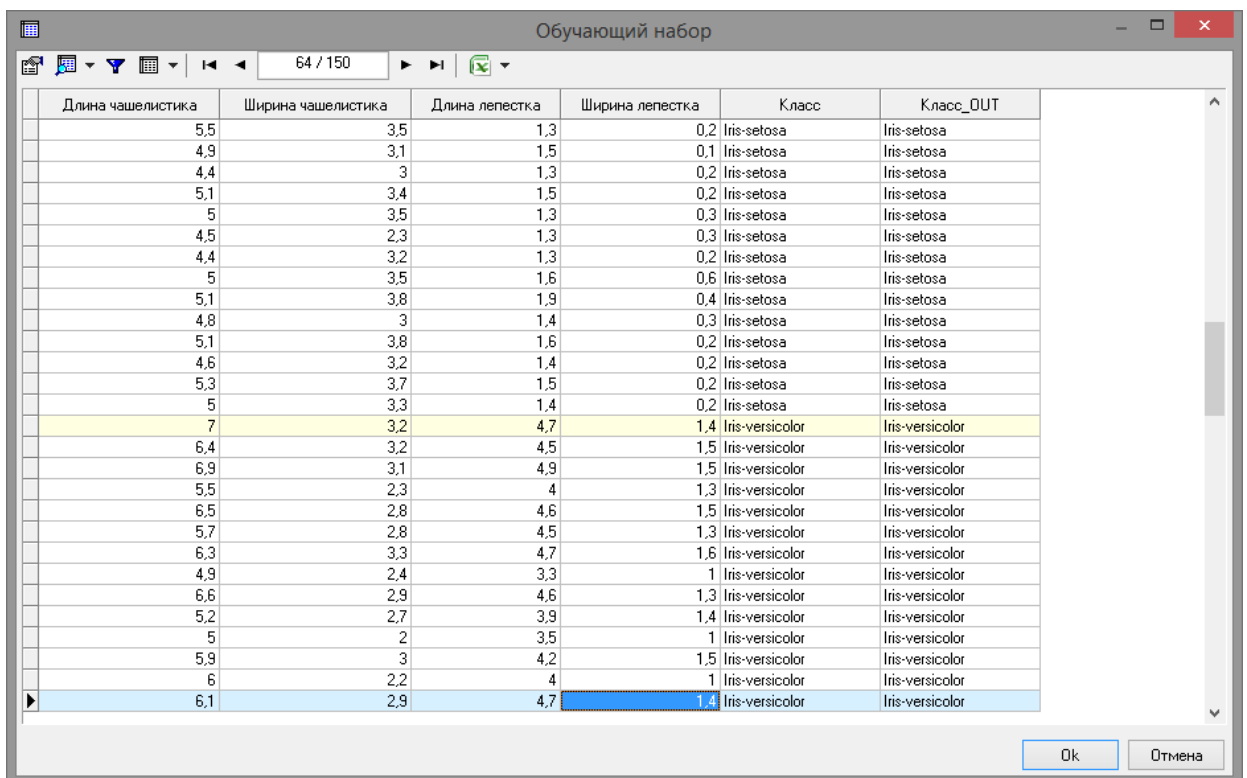 Обучающий набор
64 / 150
Длина чашелистика Ширина чашелистика Длина лепестка Ширина лепестка Класс Класс_OUT
5,5 3,5 1,3 0,2 Iris-setosa Iris-setosa
4,9 3,1 1,5 0,1 Iris-setosa Iris-setosa
4,4 3 1,3 0,2 Iris-setosa Iris-setosa
5,1 3,4 1,5 0,2 Iris-setosa Iris-setosa
5 3,5 1,3 0,3 Iris-setosa Iris-setosa
4,5 2,3 1,3 0,3 Iris-setosa Iris-setosa
4,4 3,2 1,3 0,2 Iris-setosa Iris-setosa
5 3,5 1,6 0,6 Iris-setosa Iris-setosa
5,1 3,8 1,9 0,4 Iris-setosa Iris-setosa
4,8 3 1,4 0,3 Iris-setosa Iris-setosa
5,1 3,8 1,6 0,2 Iris-setosa Iris-setosa
4,6 3,2 1,4 0,2 Iris-setosa Iris-setosa
5,3 3,7 1,5 0,2 Iris-setosa Iris-setosa
5 3,3 1,4 0,2 Iris-setosa Iris-setosa
7 3,2 4,7 1,4 Iris-versicolor Iris-versicolor
6,4 3,2 4,5 1,5 Iris-versicolor Iris-versicolor
6,9 3,1 4,9 1,5 Iris-versicolor Iris-versicolor
5,5 2,3 4 1,3 Iris-versicolor Iris-versicolor
6,5 2,8 4,6 1,5 Iris-versicolor Iris-versicolor
5,7 2,8 4,5 1,3 Iris-versicolor Iris-versicolor
6,3 3,3 4,7 1,6 Iris-versicolor Iris-versicolor
4,9 2,4 3,3 1 Iris-versicolor Iris-versicolor
6,6 2,9 4,6 1,3 Iris-versicolor Iris-versicolor
5,2 2,7 3,9 1,4 Iris-versicolor Iris-versicolor
5 2 3,5 1 Iris-versicolor Iris-versicolor
5,9 3 4,2 1,5 Iris-versicolor Iris-versicolor
6 2,2 4 1 Iris-versicolor Iris-versicolor
6,1 2,9 4,7 1,4 Iris-versicolor Iris-versicolor
Ok Отмена